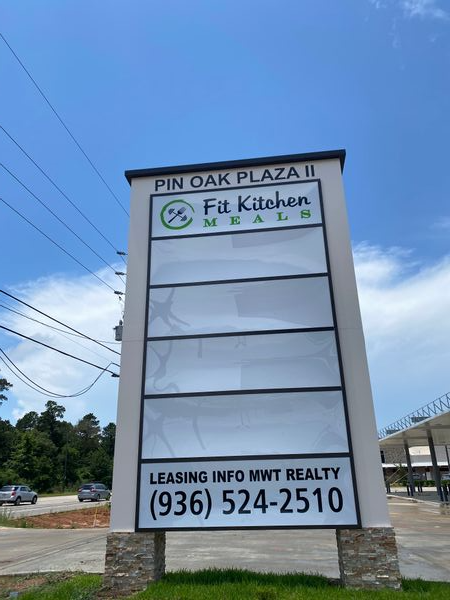 PIN OAK PLAZA II
Fit Kitchen
MEALS
LEASING INFO MWT REALTY
(936) 524-2510